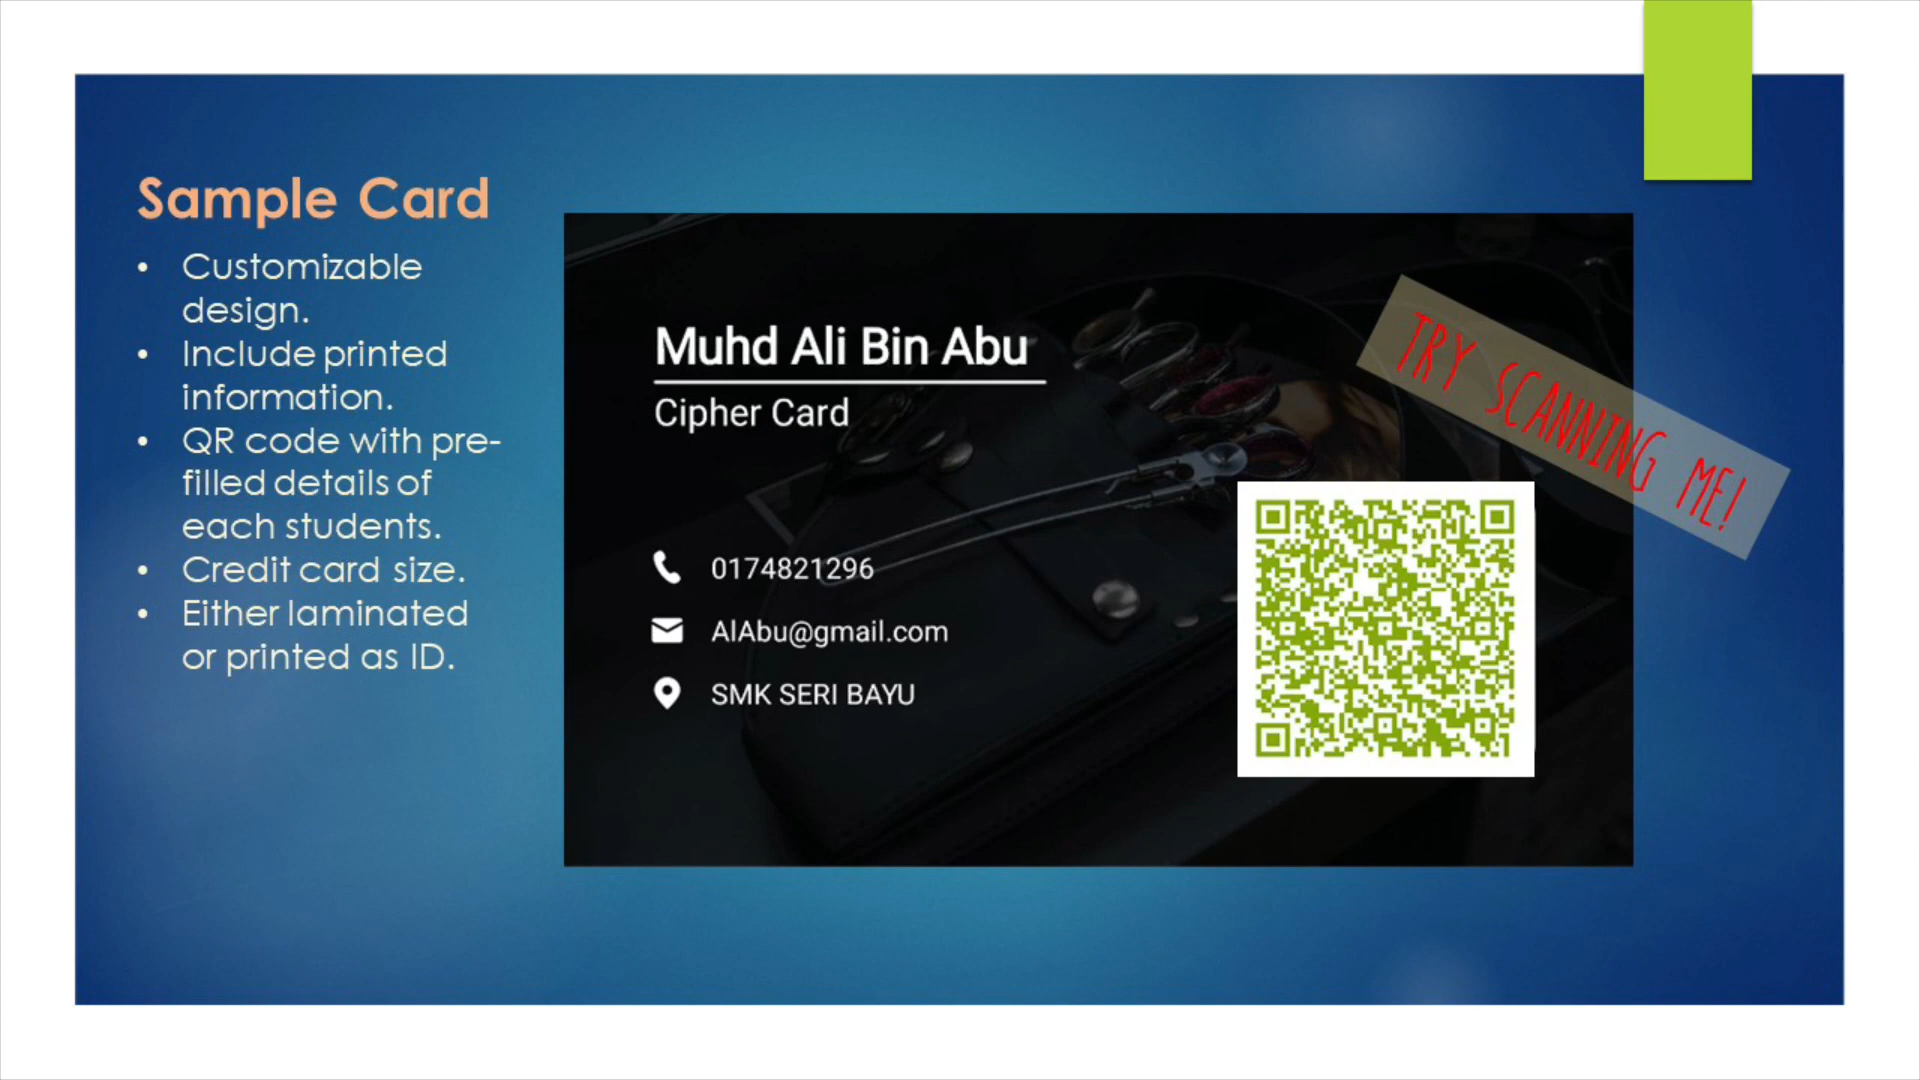 Sample Card
• Customizable
design.
• Include printed
information.
• QR code with pre-
filled details of
each students.
• Credit card size.
• Either laminated
or printed as ID.
Muhd Ali Bin Abu
Cipher Card
0174821296
AlAbu@gmail.com
SMK SERI BAYU
TRY SCANNING ME!